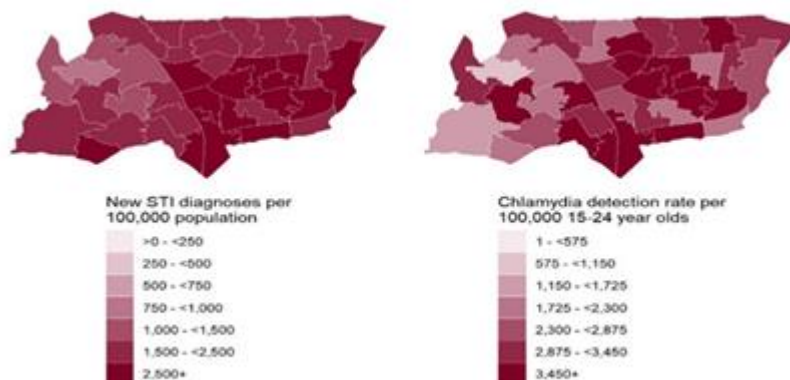 New STI diagnoses per
100,000 population
>0 - <250
250 - <500
500 - <750
750 - <1,000
1,000 - <1,500
1,500 - <2,500
2,500+
Chlamydia detection rate per
100,000 15-24 year olds
1 - <575
575 - <1,150
1,150 - <1,725
1,725 - <2,300
2,300 - <2,875
2,875 - <3,450
3,450+